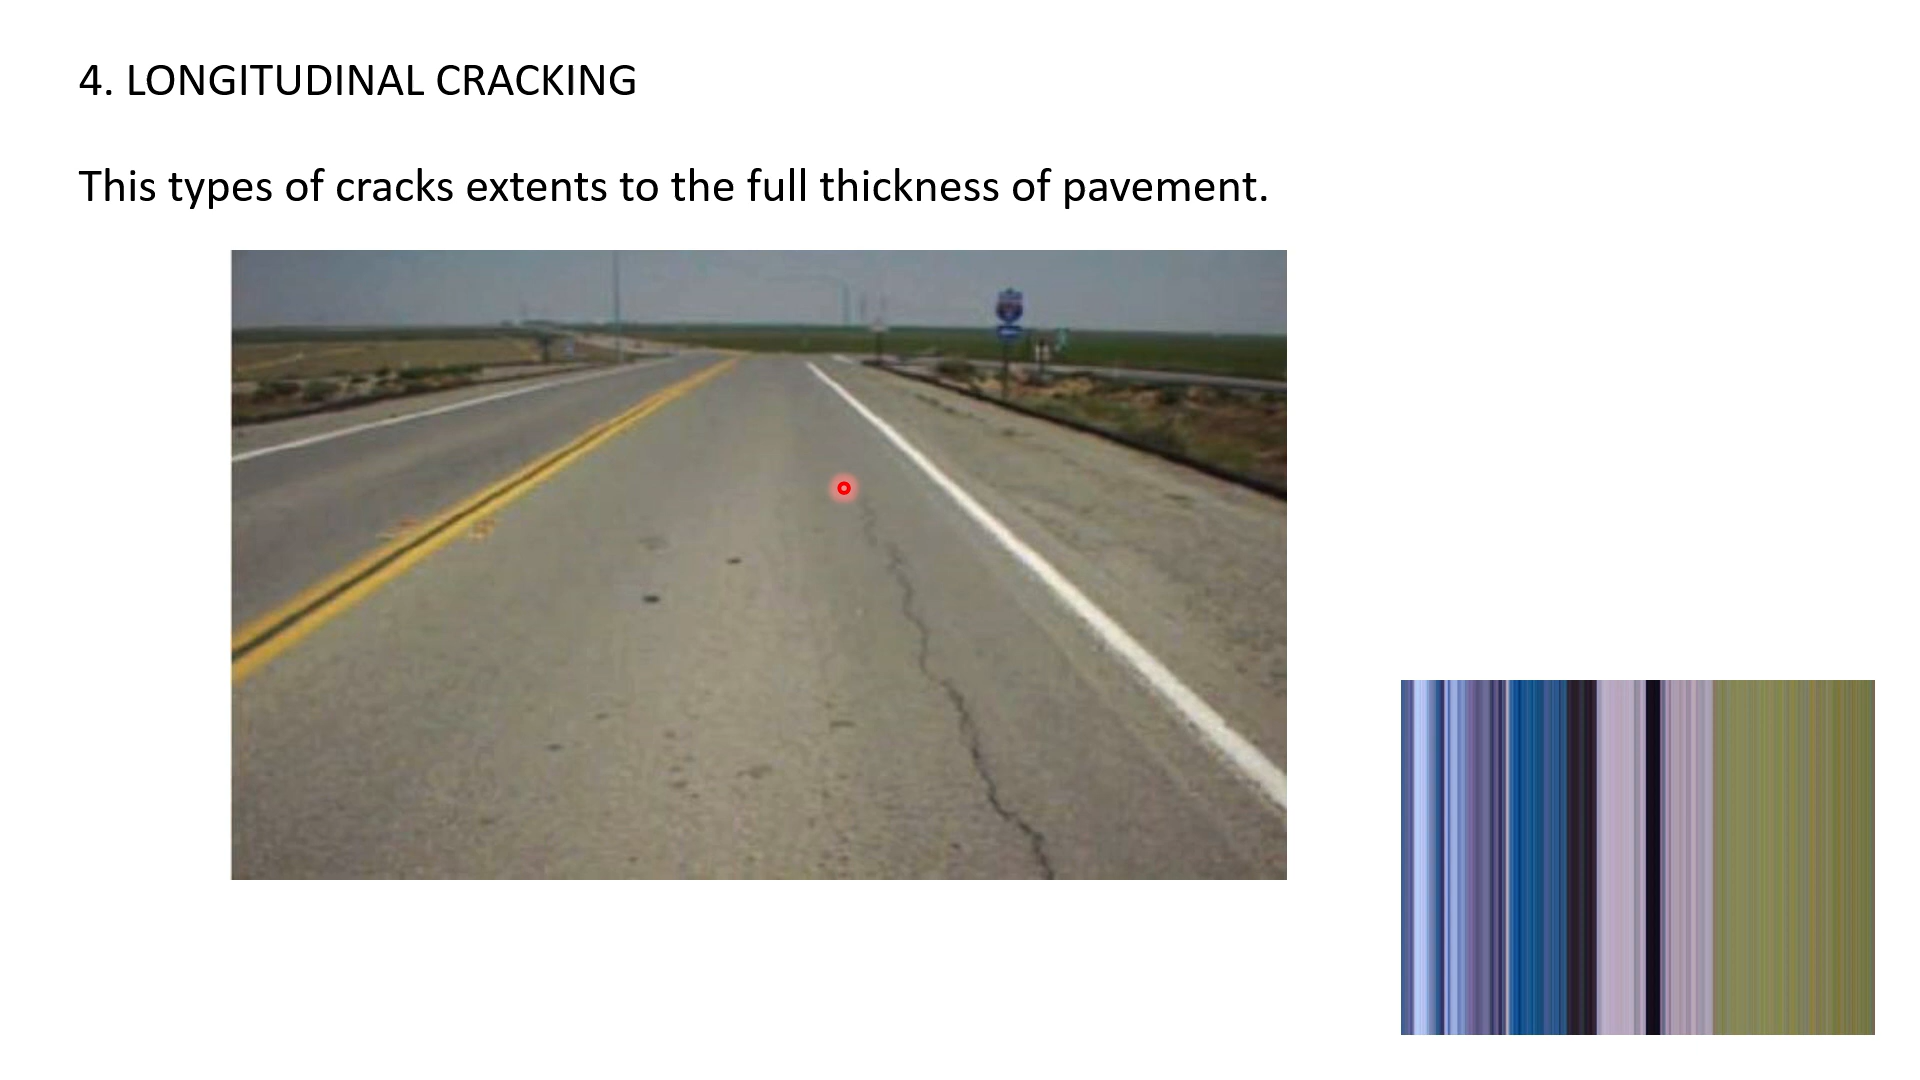 4. LONGITUDINAL CRACKING
This types of cracks extents to the full thickness of pavement.